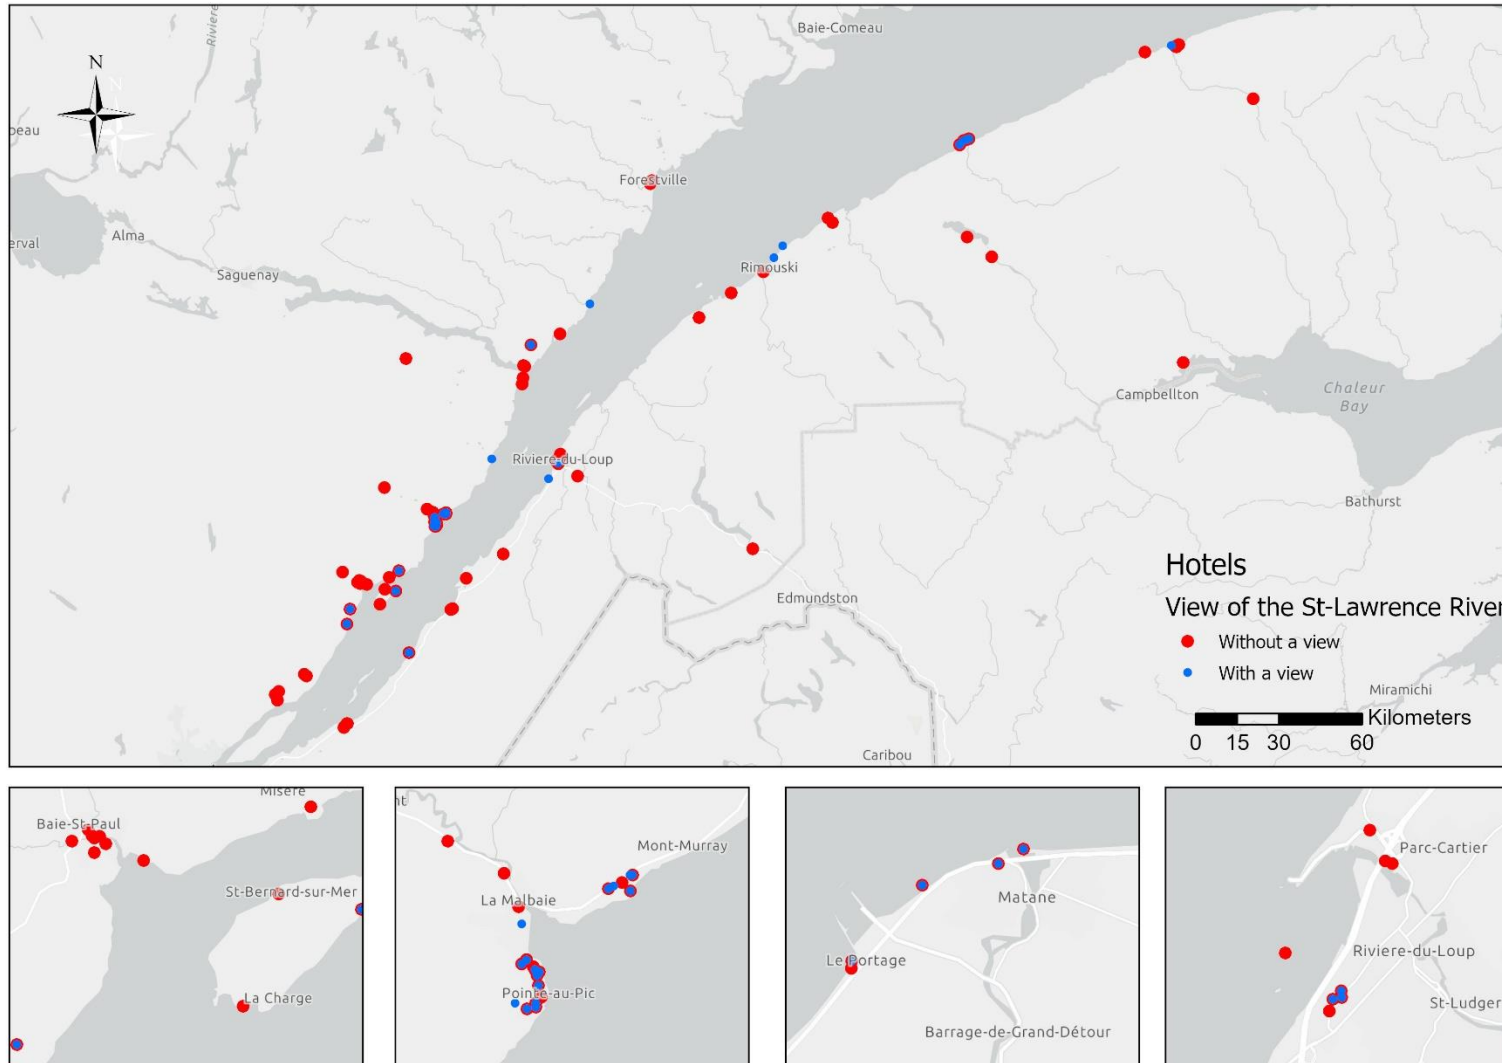 Baie-Comeau
Riviere
N
N
peau
Forestville
Alma
erval
Saguenay
Rimouski
Chaleur
Bay
Campbellton
Riviere-du-Loup
Bathurst
Hotels
View of the St-Lawrence River
Without a view
With a view
Kilometers
0 15 30 60
Edmundston
Miramichi
Caribou
Misere
Baie-St-Paul
St-Bernard-sur-Mer
La Charge
nt
Mont-Murray
La Malbaie
Pointe-au-Pic
Matane
Le Portage
Barrage-de-Grand-Détour
Parc-Cartier
Riviere-du-Loup
St-Ludger